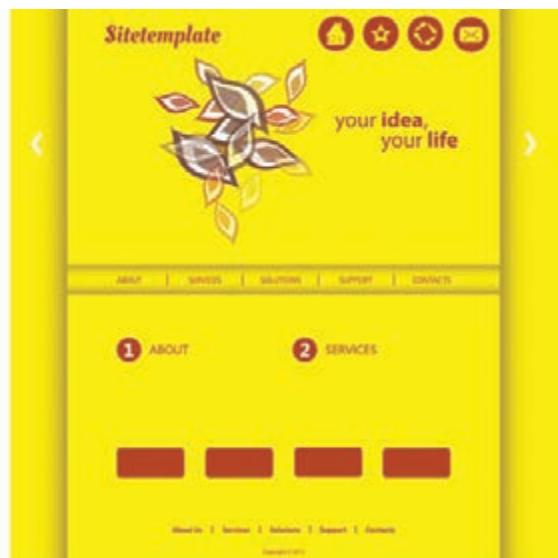 Sitetemplate
your idea,
your life
ABOUT | SERVICES | SOLUTIONS | SUPPORT | CONTACTS
1 ABOUT 2 SERVICES
About Us | Services | Solutions | Support | Contacts
Copyright ©